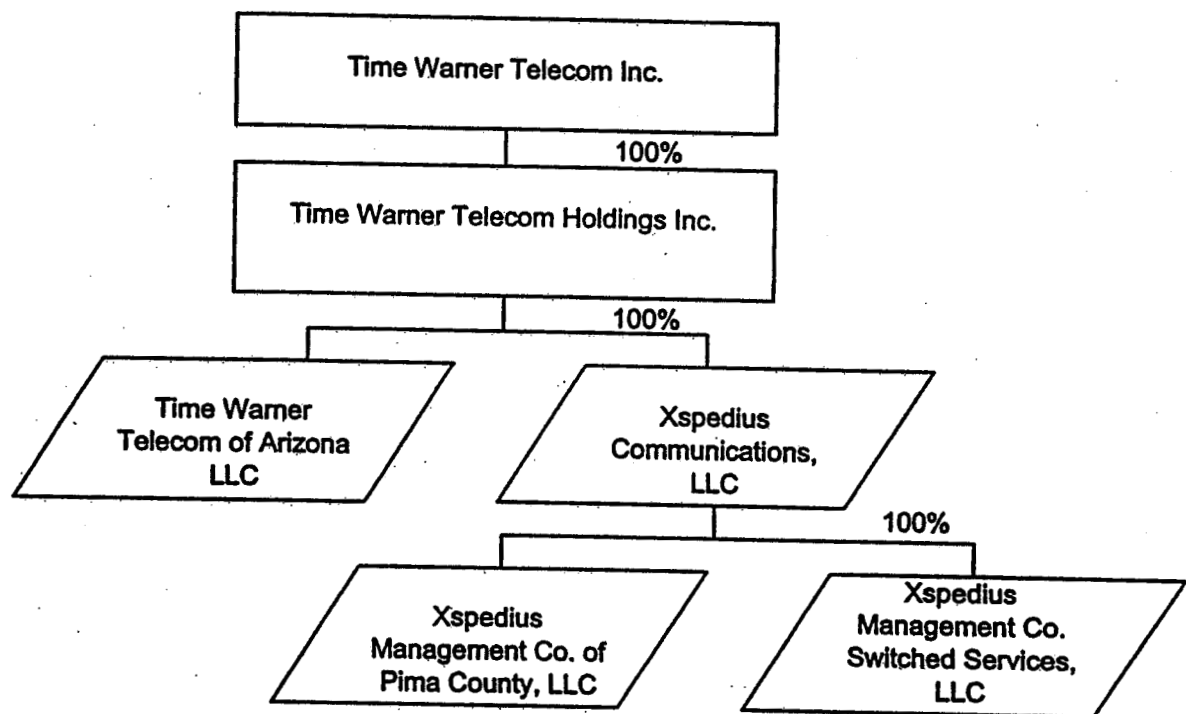 Time Warner Telecom Inc.
100%
Time Warner Telecom Holdings Inc.
100%
Time Warner
Telecom of Arizona
LLC
Xspedius
Communications,
LLC
100%
Xspedius
Management Co. of
Pima County, LLC
Xspedius
Management Co.
Switched Services,
LLC